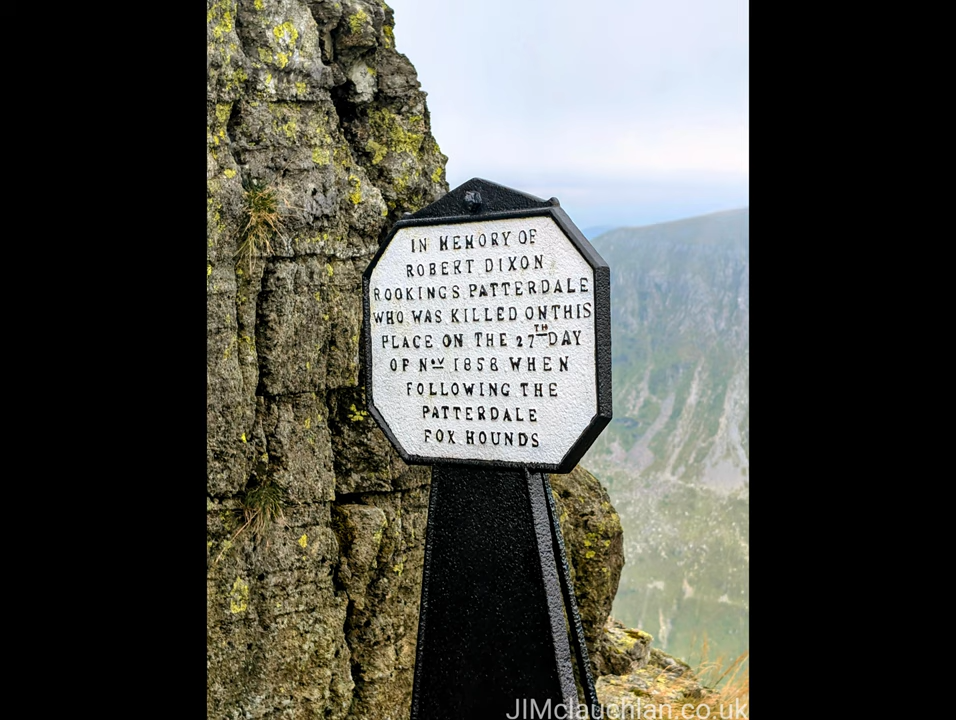 IN MEMORY OF
ROBERT DIXON
ROOKINGS PATTERDALE
WHO WAS KILLED ON THIS
PLACE ON THE 27TH DAY
OF NOV 1858 WHEN
FOLLOWING THE
PATTERDALE
FOX HOUNDS
JIMclauchlan.co.uk